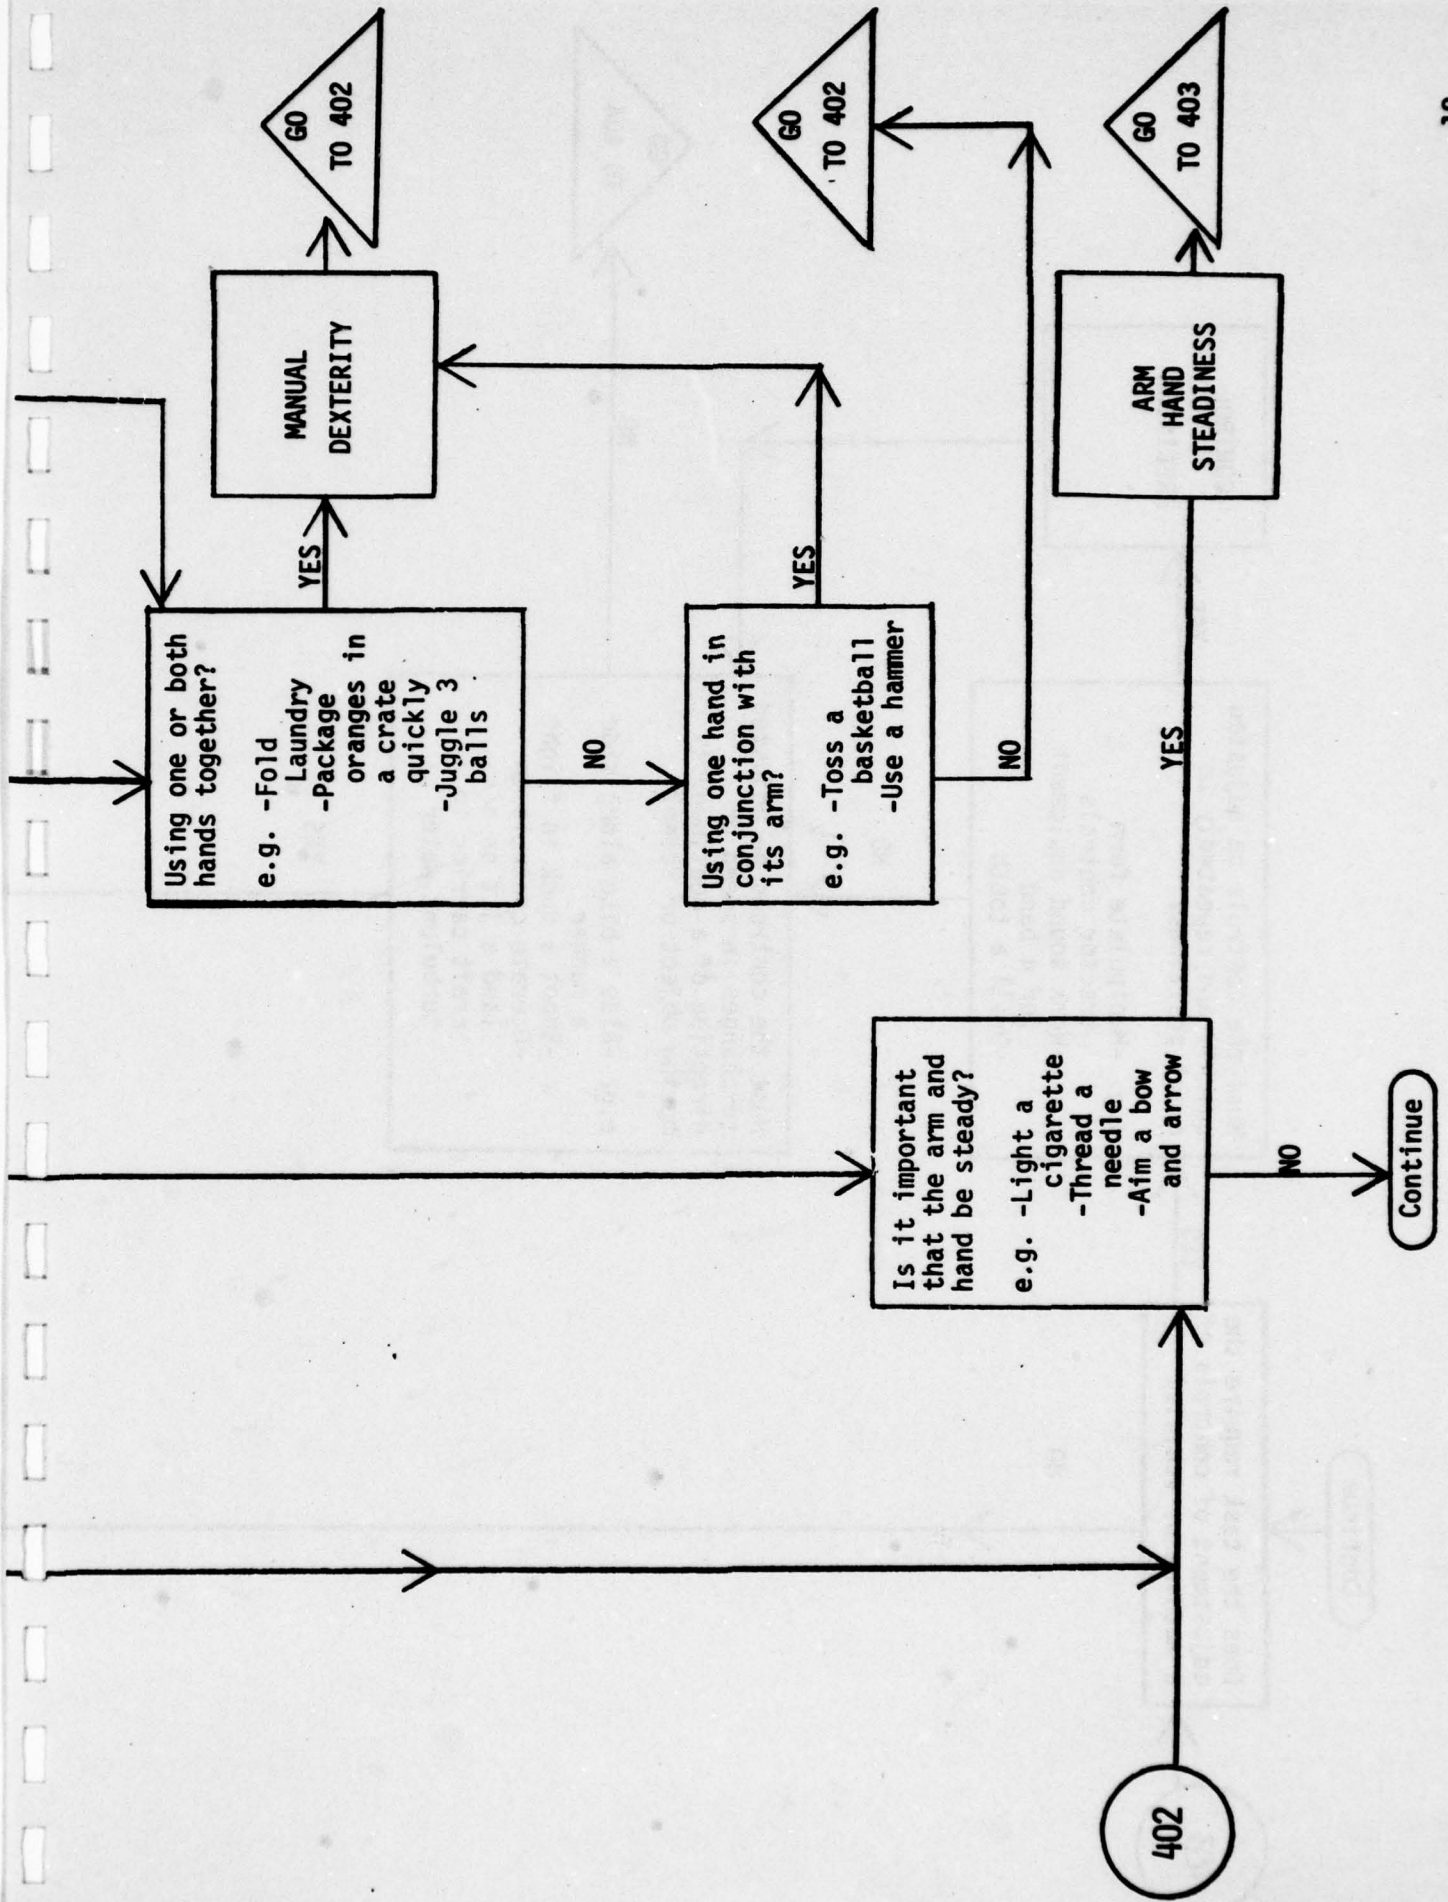 Using one or both
hands together?
e.g. -Fold
Laundry
-Package
oranges in
a crate
quickly
-Juggle 3
balls
YES
MANUAL
DEXTERITY
GO
TO 402
NO
Using one hand in
conjunction with
its arm?
e.g. -Toss a
basketball
-Use a hammer
YES
NO
GO
TO 402
402
Is it important
that the arm and
hand be steady?
e.g. -Light a
cigarette
-Thread a
needle
-Aim a bow
and arrow
YES
ARM
HAND
STEADINESS
GO
TO 403
NO
Continue